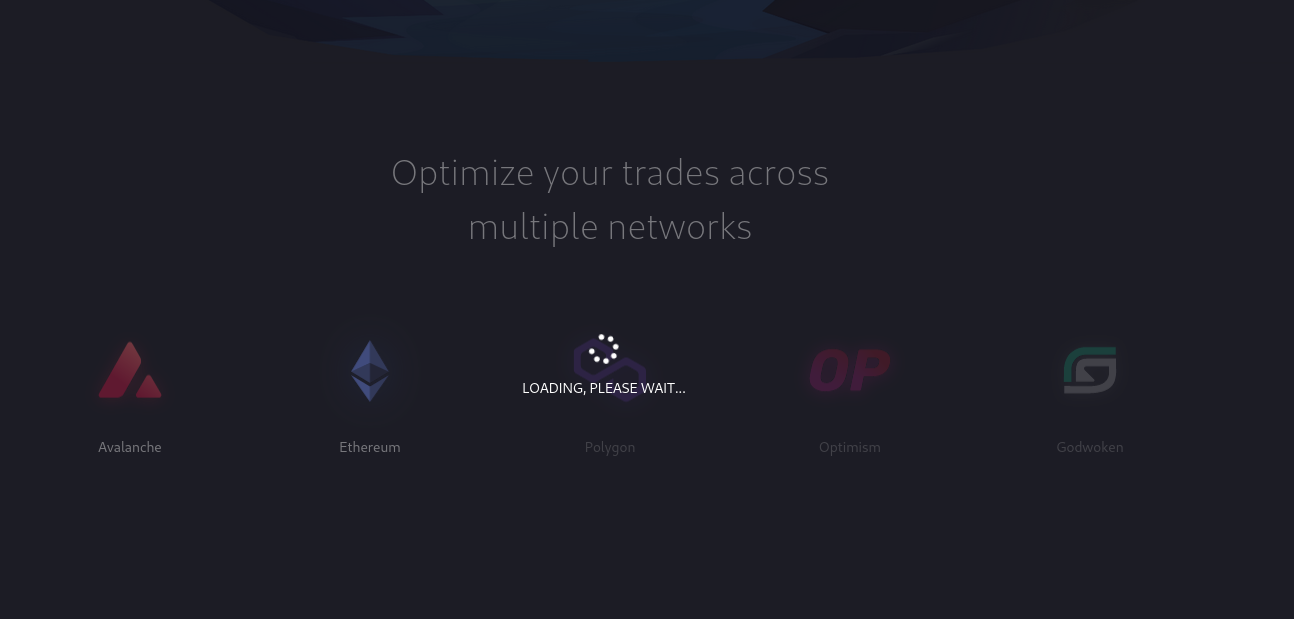 Optimize your trades across
multiple networks
OP
LOADING, PLEASE WAIT...
Avalanche
Ethereum
Polygon
Optimism
Godwoken